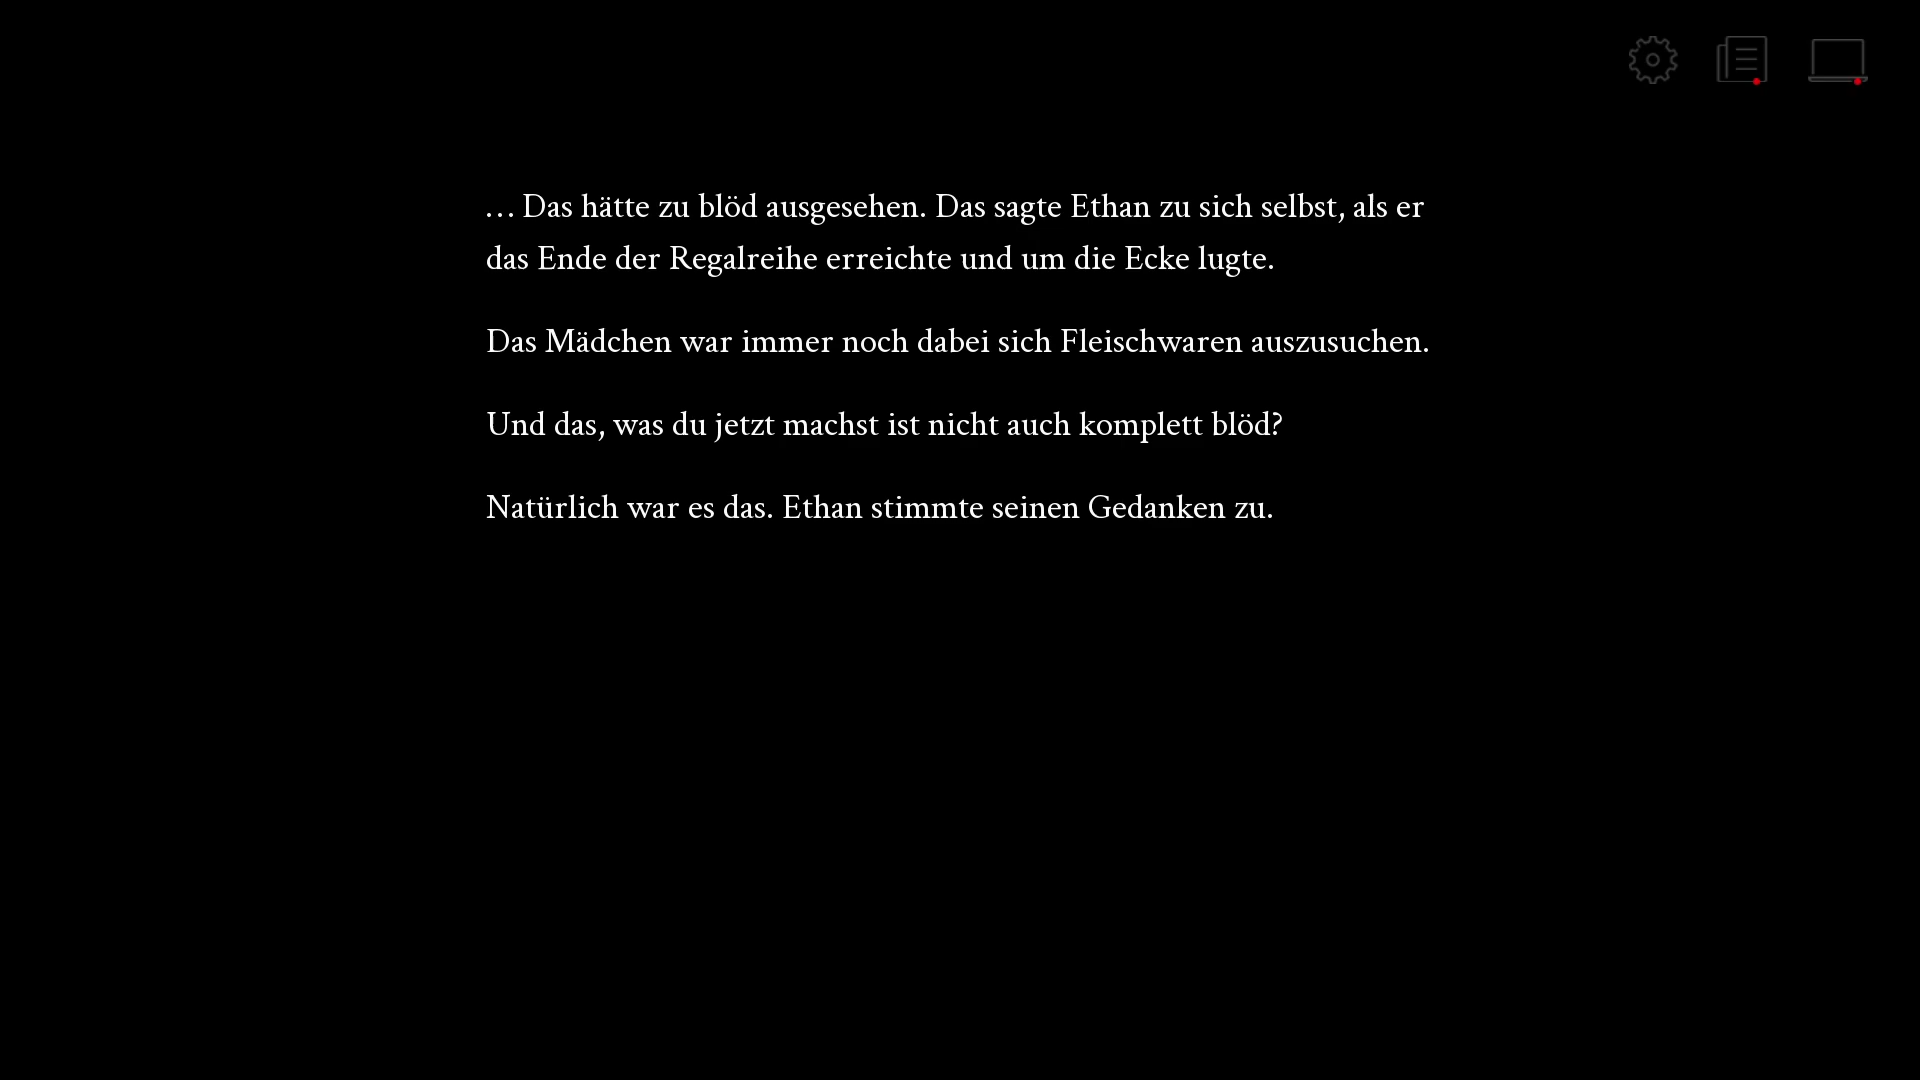 … Das hätte zu blöd ausgesehen. Das sagte Ethan zu sich selbst, als er
das Ende der Regalreihe erreichte und um die Ecke lugte.
Das Mädchen war immer noch dabei sich Fleischwaren auszusuchen.
Und das, was du jetzt machst ist nicht auch komplett blöd?
Natürlich war es das. Ethan stimmte seinen Gedanken zu.